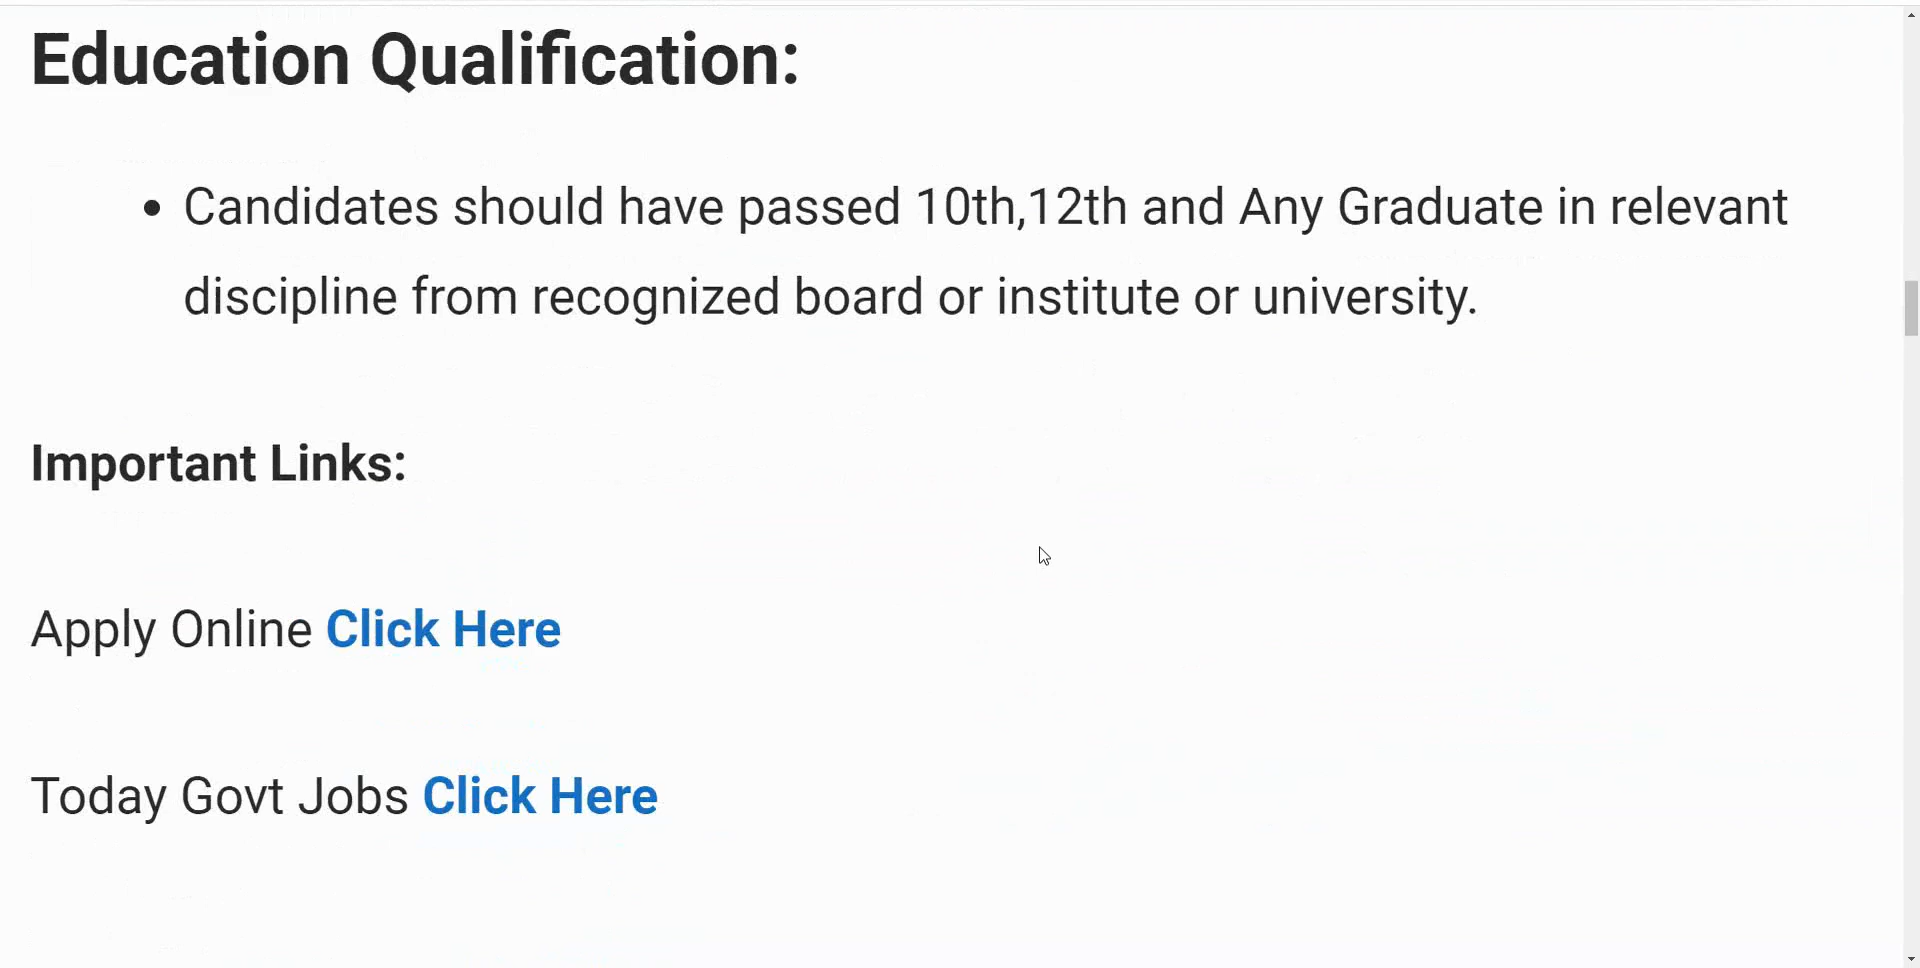 Education Qualification:
• Candidates should have passed 10th,12th and Any Graduate in relevant
discipline from recognized board or institute or university.
Important Links:
Apply Online Click Here
Today Govt Jobs Click Here